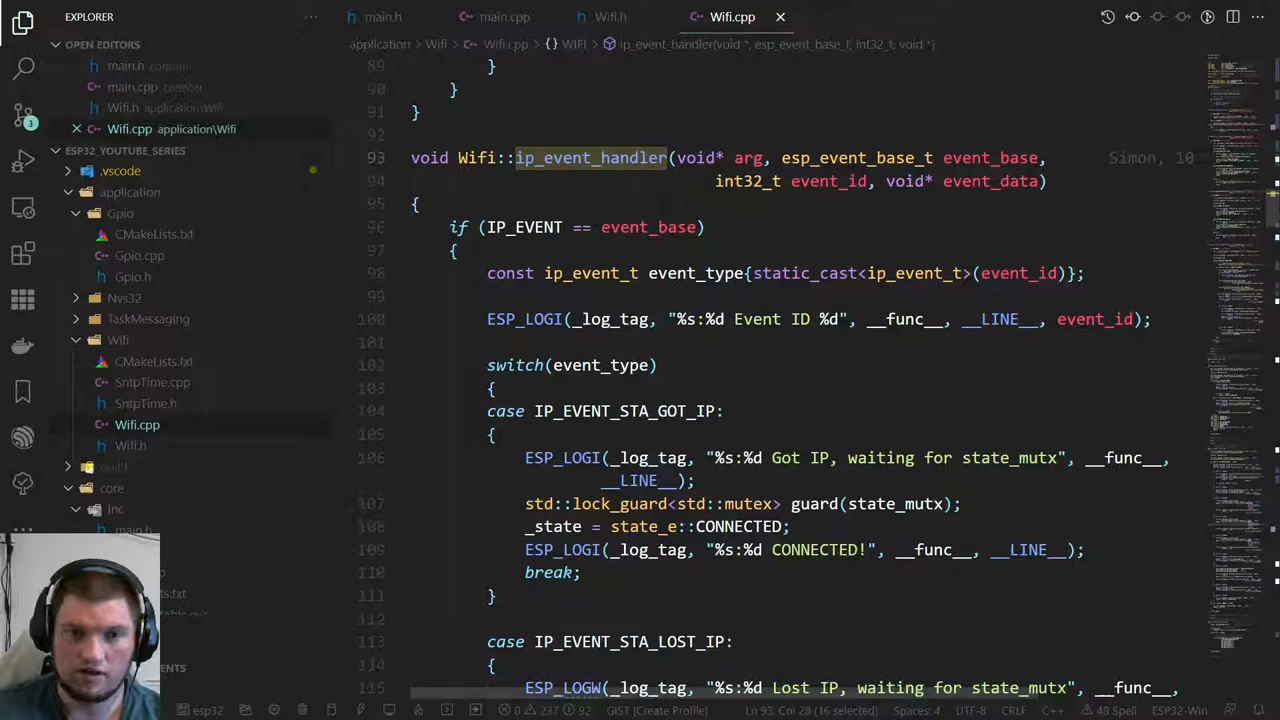 EXPLORER
main.h
main.cpp
Wifi.h
Wifi.cpp
application
Wifi
Wifi.cpp
WIFI
ip_event_handler(void *, esp_event_base_t, int32_t, void *)
OPEN EDITORS
main.h
main.cpp
Wifi.h application\Wifi
Wifi.cpp application\Wifi
ESP32_YOUTUBE_SERIES
.vscode
application
Gpio
CMakeLists.txt
Gpio.cpp
Gpio.h
Nvs32
TaskMessaging
Wifi
CMakeLists.txt
SntpTime.cpp
SntpTime.h
Wifi.cpp
Wifi.h
build
core
Inc
main.h
3
89 }
90 }
91 }
92
93 void Wifi::ip_event_handler(void* arg, esp_event_base_t event_base, Simon, 10
94 int32_t event_id, void* event_data)
95 {
96 if (IP_EVENT == event_base)
97 {
98 const ip_event_t event_type{static_cast<ip_event_t>(event_id)};
99
100 ESP_LOGI(_log_tag, "%s:%d Event ID %d", __func__, __LINE__, event_id);
101
102 switch(event_type)
103 {
104 case IP_EVENT_STA_GOT_IP:
105 {
106 ESP_LOGI(_log_tag, "%s:%d Got IP, waiting for state_mutx", __func__,
__LINE__);
107 std::lock_guard<std::mutex> guard(state_mutx);
108 _state = state_e::CONNECTED;
109 ESP_LOGI(_log_tag, "%s:%d CONNECTED!", __func__, __LINE__);
110 break;
111 }
112
113 case IP_EVENT_STA_LOST_IP:
114 {
115 ESP_LOGW(_log_tag, "%s:%d Lost IP, waiting for state_mutx", __func__,
esp32
0
237
92
GIST [Create Profile]
Ln 93, Col 28 (16 selected)
Spaces: 4
UTF-8
CRLF
C++
48 Spell
ESP32-Win